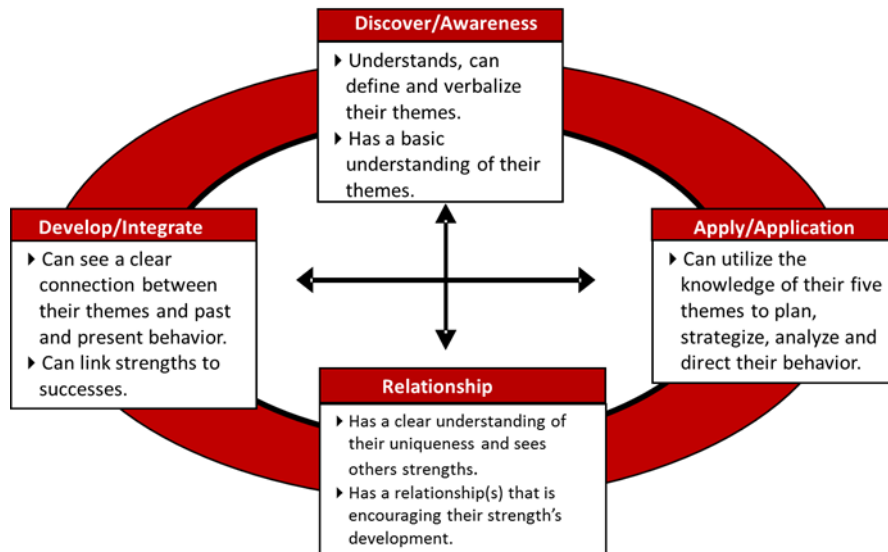 Discover/Awareness
Understands, can
define and verbalize
their themes.
Has a basic
understanding of their
themes.
Develop/Integrate
Can see a clear
connection between
their themes and past
and present behavior.
Can link strengths to
successes.
Apply/Application
Can utilize the
knowledge of their five
themes to plan,
strategize, analyze and
direct their behavior.
Relationship
Has a clear understanding of
their uniqueness and sees
others strengths.
Has a relationship(s) that is
encouraging their strength’s
development.